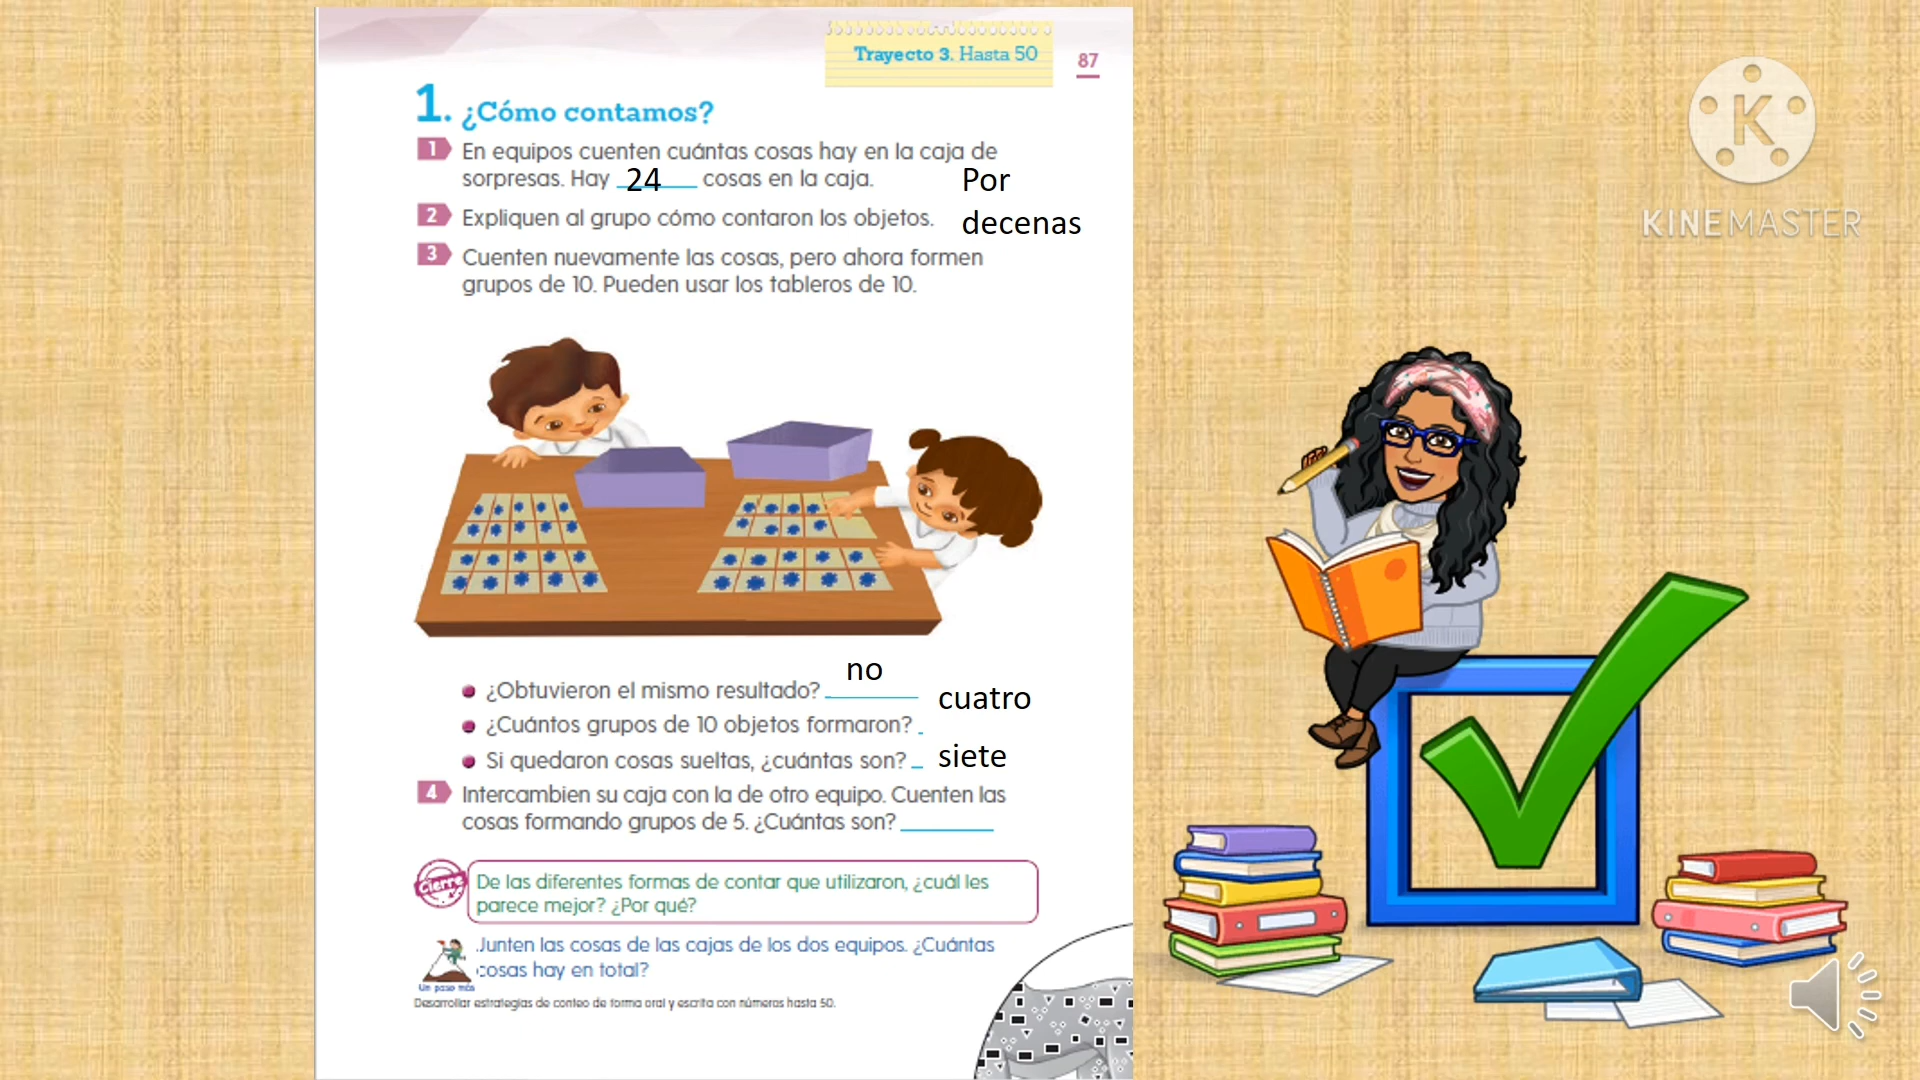 Trayecto 3. Hasta 50
87
1. ¿Cómo contamos?
1 En equipos cuenten cuántas cosas hay en la caja de
sorpresas. Hay 24 cosas en la caja.
Por
decenas
2 Expliquen al grupo cómo contaron los objetos.
3 Cuenten nuevamente las cosas, pero ahora formen
grupos de 10. Pueden usar los tableros de 10.
¿Obtuvieron el mismo resultado? no
¿Cuántos grupos de 10 objetos formaron? cuatro
Si quedaron cosas sueltas, ¿cuántas son? siete
4 Intercambien su caja con la de otro equipo. Cuenten las
cosas formando grupos de 5. ¿Cuántas son?
Cierre
De las diferentes formas de contar que utilizaron, ¿cuál les
parece mejor? ¿Por qué?
Junten las cosas de las cajas de los dos equipos. ¿Cuántas
cosas hay en total?
Un paso más
Desarrollar estrategias de conteo de forma oral y escrita con números hasta 50.
K
KINEMASTER